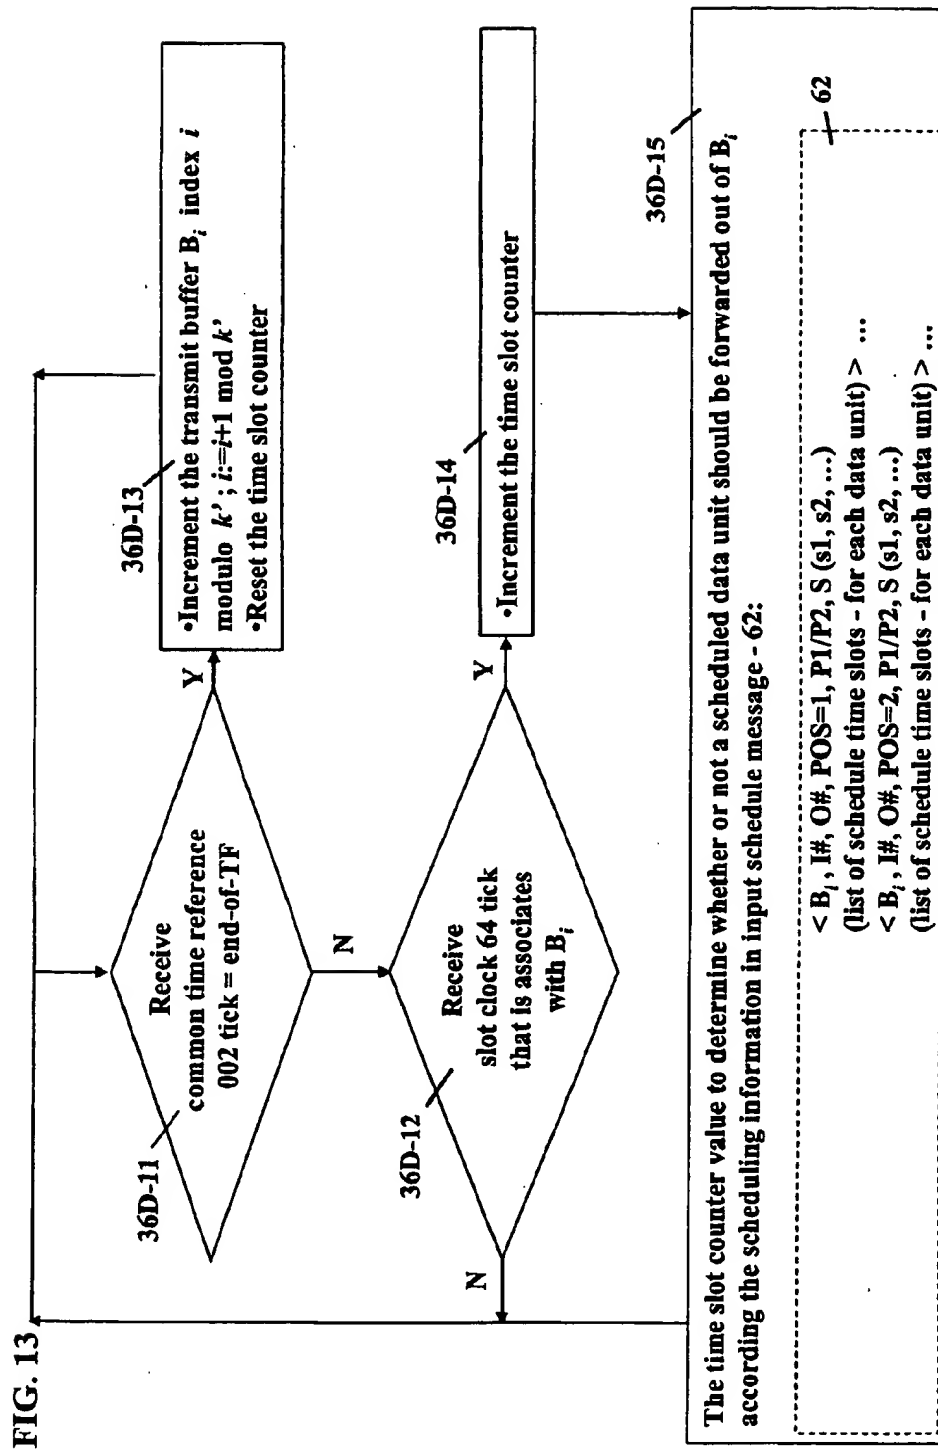 FIG. 13
Receive
common time reference
002 tick = end-of-TF
36D-11
Y
36D-13
•Increment the transmit buffer Bi index i
modulo k’ ; i:=i+1 mod k’
•Reset the time slot counter
N
Receive
slot clock 64 tick
that is associates
with Bi
36D-12
N
Y
36D-14
•Increment the time slot counter
36D-15
The time slot counter value to determine whether or not a scheduled data unit should be forwarded out of Bi
according the scheduling information in input schedule message - 62:
62
< Bi , I#, O#, POS=1, P1/P2, S (s1, s2, ...)
(list of schedule time slots - for each data unit) > ...
< Bi , I#, O#, POS=2, P1/P2, S (s1, s2, ...)
(list of schedule time slots - for each data unit) > ...